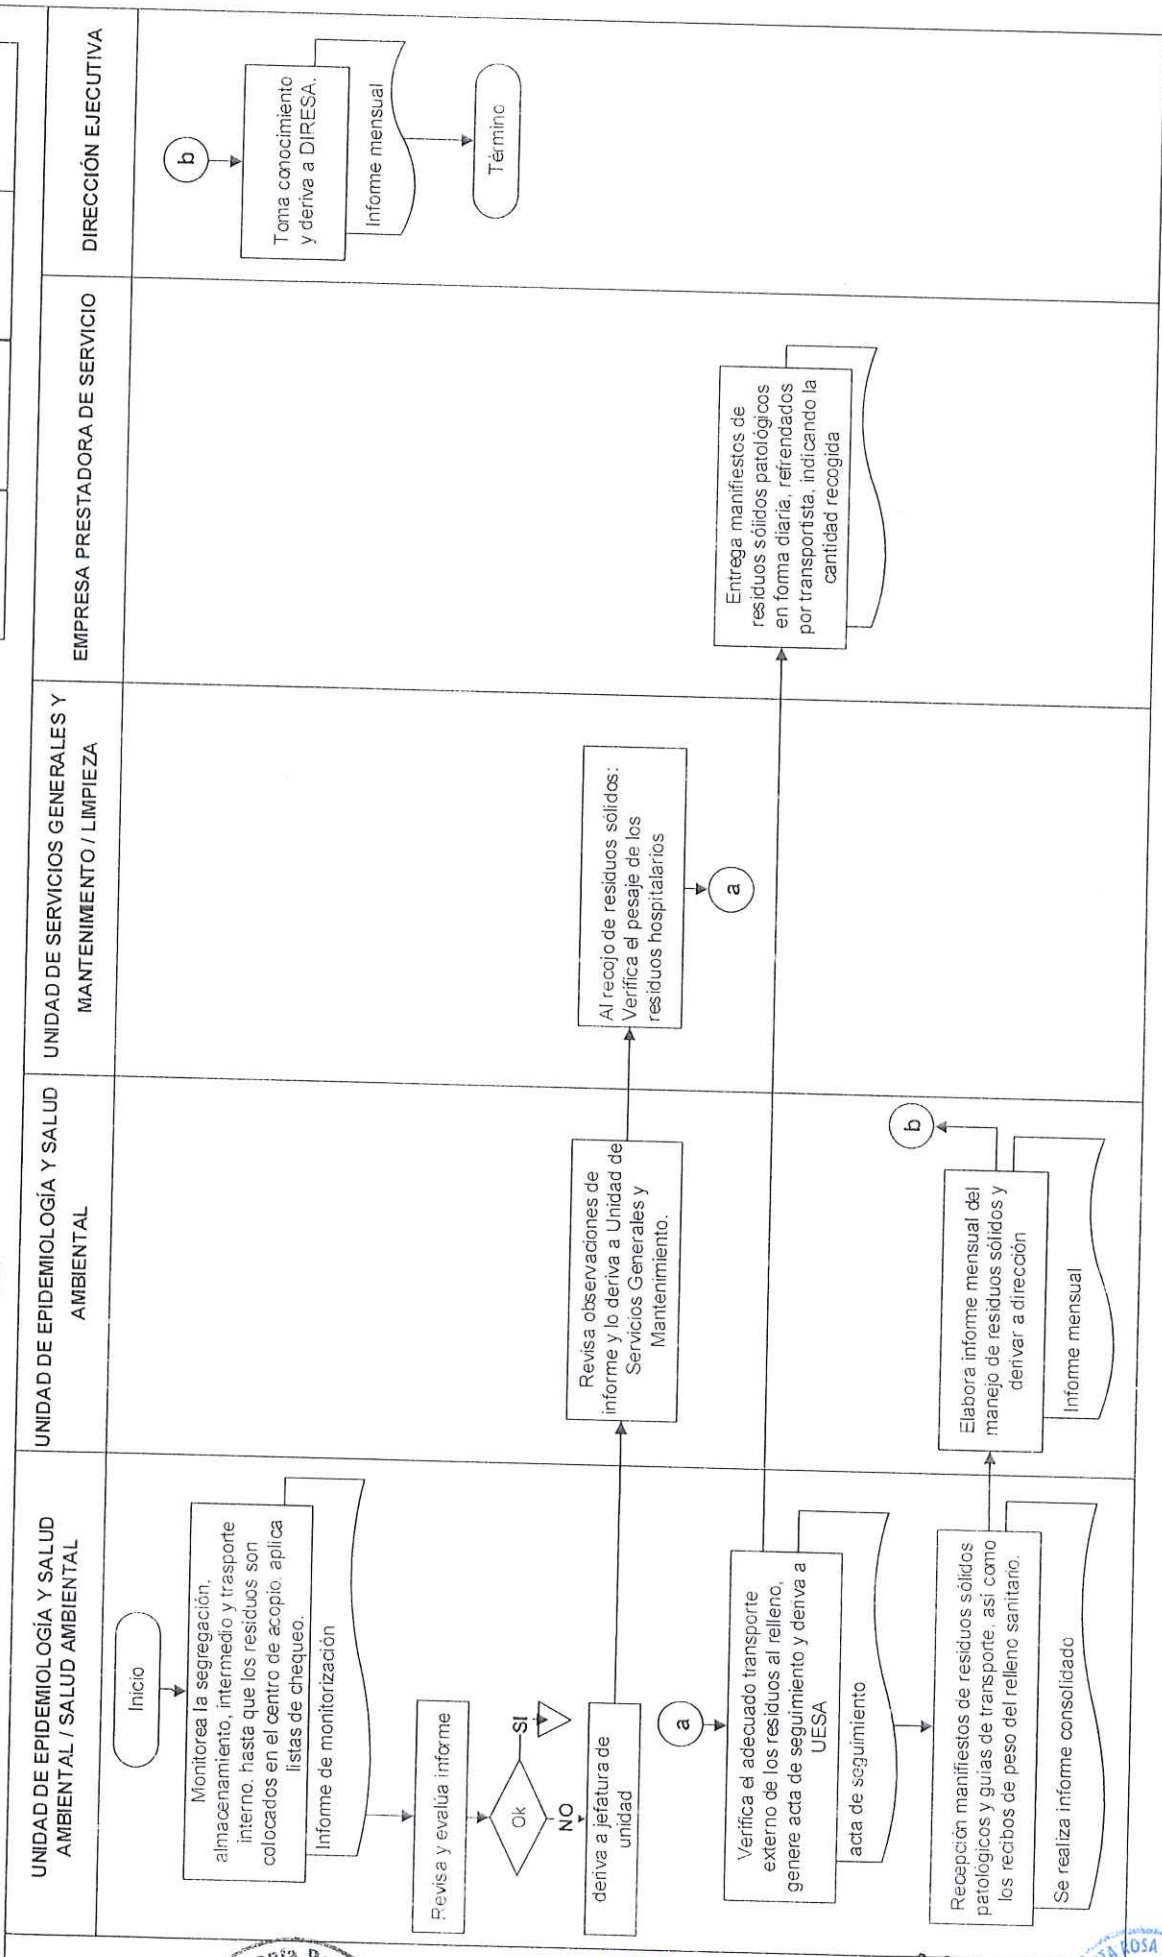 UNIDAD DE EPIDEMIOLOGÍA Y SALUD
AMBIENTAL / SALUD AMBIENTAL
UNIDAD DE EPIDEMIOLOGÍA Y SALUD
AMBIENTAL
UNIDAD DE SERVICIOS GENERALES Y
MANTENIMIENTO / LIMPIEZA
EMPRESA PRESTADORA DE SERVICIO
DIRECCIÓN EJECUTIVA
Inicio
Monitorea la segregación,
almacenamiento, intermedio y trasporte
interno, hasta que los residuos son
colocados en el centro de acopio, aplica
listas de chequeo.
Informe de monitorización
Revisa y evalúa informe
Ok
SI
NO
deriva a jefatura de
unidad
Revisa observaciones de
informe y lo deriva a Unidad de
Servicios Generales y
Mantenimiento.
Al recojo de residuos sólidos:
Verifica el pesaje de los
residuos hospitalarios
a
a
Verifica el adecuado transporte
externo de los residuos al relleno,
genere acta de seguimiento y deriva a
UESA
acta de seguimiento
Entrega manifiestos de
residuos sólidos patológicos
en forma diaria, refrendados
por transportista, indicando la
cantidad recogida
Recepción manifiestos de residuos sólidos
patológicos y guías de transporte, así como
los recibos de peso del relleno sanitario.
Se realiza informe consolidado
Elabora informe mensual del
manejo de residuos sólidos y
derivar a dirección
Informe mensual
b
b
Toma conocimiento
y deriva a DIRESA.
Informe mensual
Término